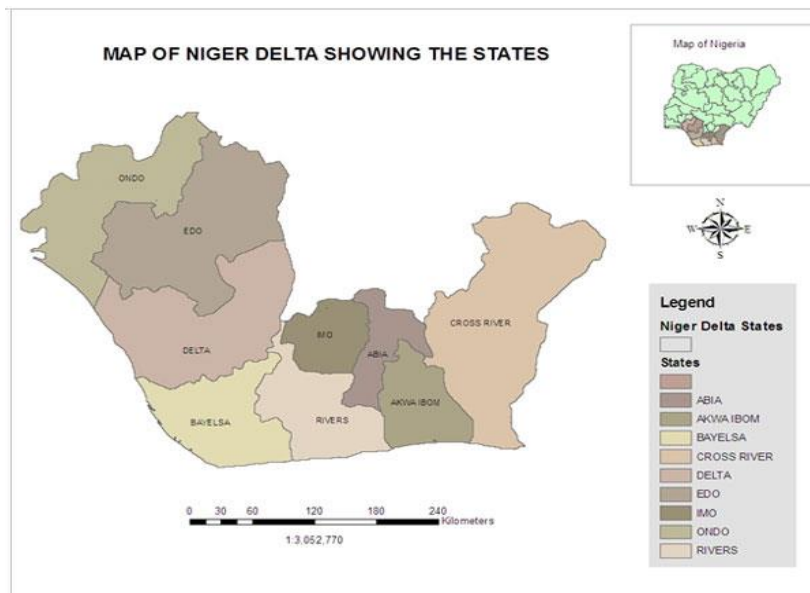 MAP OF NIGER DELTA SHOWING THE STATES
Map of Nigeria
ONDO
EDO
DELTA
IMO
ABIA
CROSS RIVER
BAYELSA
RIVERS
AKWA IBOM
N
W E
S
Legend
Niger Delta States
States
ABIA
AKWA IBOM
BAYELSA
CROSS RIVER
DELTA
EDO
IMO
ONDO
RIVERS
0 15 30 60 120 180 240
Kilometers
1:3,052,770